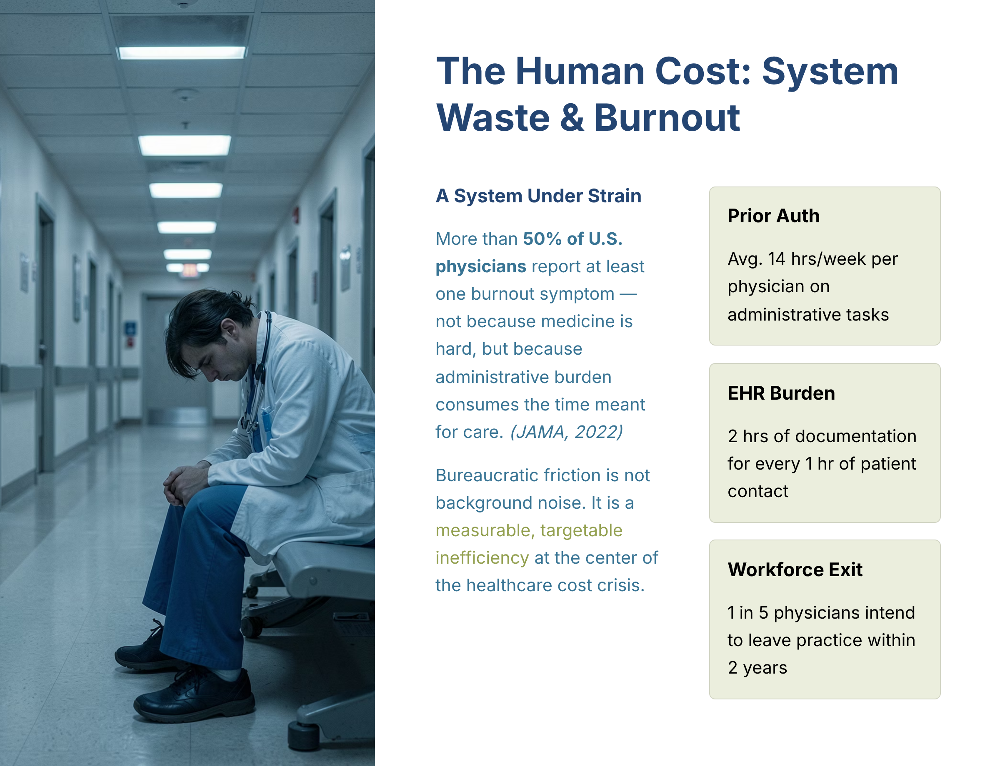 The Human Cost: System
Waste & Burnout
A System Under Strain
More than 50% of U.S.
physicians report at least
one burnout symptom —
not because medicine is
hard, but because
administrative burden
consumes the time meant
for care. (JAMA, 2022)
Bureaucratic friction is not
background noise. It is a
measurable, targetable
inefficiency at the center of
the healthcare cost crisis.
Prior Auth
Avg. 14 hrs/week per
physician on
administrative tasks
EHR Burden
2 hrs of documentation
for every 1 hr of patient
contact
Workforce Exit
1 in 5 physicians intend
to leave practice within
2 years